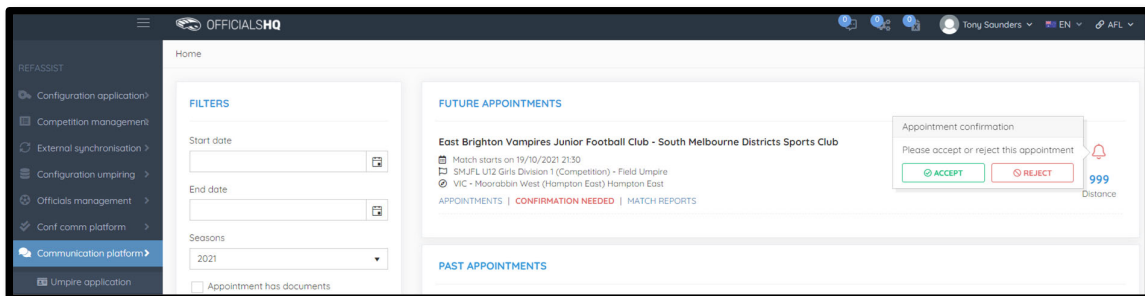 OFFICIALSHQ
0
0
0
Tony Saunders
EN
AFL
REFASSIST
Configuration application
Competition management
External synchronisation
Configuration umpiring
Officials management
Conf comm platform
Communication platform
Umpire application
Home
FILTERS
Start date
End date
Seasons
2021
Appointment has documents
FUTURE APPOINTMENTS
East Brighton Vampires Junior Football Club - South Melbourne Districts Sports Club
Match starts on 19/10/2021 21:30
SMJFL U12 Girls Division 1 (Competition) - Field Umpire
VIC - Moorabbin West (Hampton East) Hampton East
APPOINTMENTS | CONFIRMATION NEEDED | MATCH REPORTS
Appointment confirmation
Please accept or reject this appointment
ACCEPT
REJECT
999
Distance
PAST APPOINTMENTS